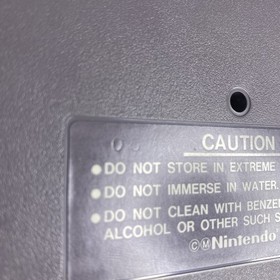 CAUTION
• DO NOT STORE IN EXTREME
• DO NOT IMMERSE IN WATER.
• DO NOT CLEAN WITH BENZE
ALCOHOL OR OTHER SUCH S
©ⓂNintendo